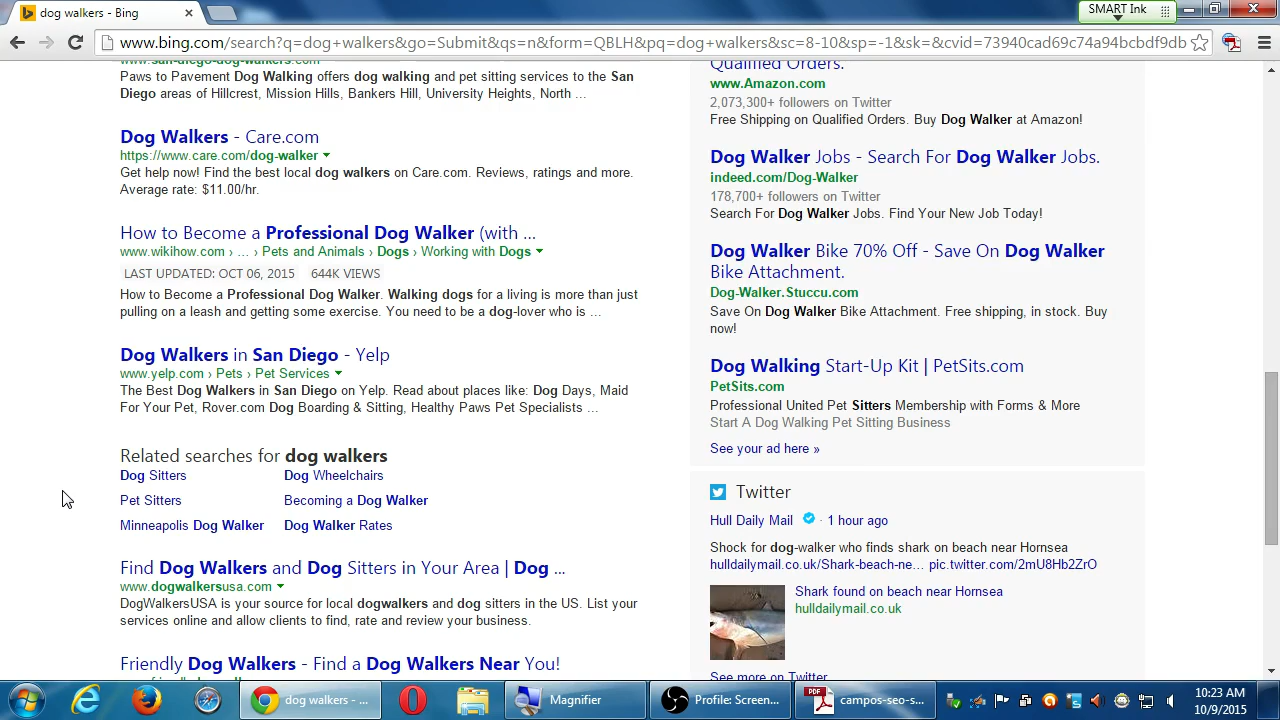 dog walkers - Bing
SMART Ink
www.bing.com/search?q=dog+walkers&go=Submit&qs=n&form=QBLH&pq=dog+walkers&sc=8-10&sp=-1&sk=&cvid=73940cad69c74a94bcbdf9db
www.san-diego-dog-walkers.com
Paws to Pavement Dog Walking offers dog walking and pet sitting services to the San
Diego areas of Hillcrest, Mission Hills, Bankers Hill, University Heights, North ...
Dog Walkers - Care.com
https://www.care.com/dog-walker
Get help now! Find the best local dog walkers on Care.com. Reviews, ratings and more.
Average rate: $11.00/hr.
How to Become a Professional Dog Walker (with ...
www.wikihow.com › ... › Pets and Animals › Dogs › Working with Dogs
LAST UPDATED: OCT 06, 2015 644K VIEWS
How to Become a Professional Dog Walker. Walking dogs for a living is more than just
pulling on a leash and getting some exercise. You need to be a dog-lover who is ...
Dog Walkers in San Diego - Yelp
www.yelp.com › Pets › Pet Services
The Best Dog Walkers in San Diego on Yelp. Read about places like: Dog Days, Maid
For Your Pet, Rover.com Dog Boarding & Sitting, Healthy Paws Pet Specialists ...
Related searches for dog walkers
Dog Sitters
Dog Wheelchairs
Pet Sitters
Becoming a Dog Walker
Minneapolis Dog Walker
Dog Walker Rates
Find Dog Walkers and Dog Sitters in Your Area | Dog ...
www.dogwalkersusa.com
DogWalkersUSA is your source for local dogwalkers and dog sitters in the US. List your
services online and allow clients to find, rate and review your business.
Friendly Dog Walkers - Find a Dog Walkers Near You!
Qualified Orders.
www.Amazon.com
2,073,300+ followers on Twitter
Free Shipping on Qualified Orders. Buy Dog Walker at Amazon!
Dog Walker Jobs - Search For Dog Walker Jobs.
indeed.com/Dog-Walker
178,700+ followers on Twitter
Search For Dog Walker Jobs. Find Your New Job Today!
Dog Walker Bike 70% Off - Save On Dog Walker
Bike Attachment.
Dog-Walker.Stuccu.com
Save On Dog Walker Bike Attachment. Free shipping, in stock. Buy
now!
Dog Walking Start-Up Kit | PetSits.com
PetSits.com
Professional United Pet Sitters Membership with Forms & More
Start A Dog Walking Pet Sitting Business
See your ad here »
Twitter
Hull Daily Mail · 1 hour ago
Shock for dog-walker who finds shark on beach near Hornsea
hulldailymail.co.uk/Shark-beach-ne... pic.twitter.com/2mU8Hb2ZrO
Shark found on beach near Hornsea
hulldailymail.co.uk
See more on Twitter
dog walkers - ...
Magnifier
Profile: Screen...
PDF
campos-seo-s...
10:23 AM
10/9/2015